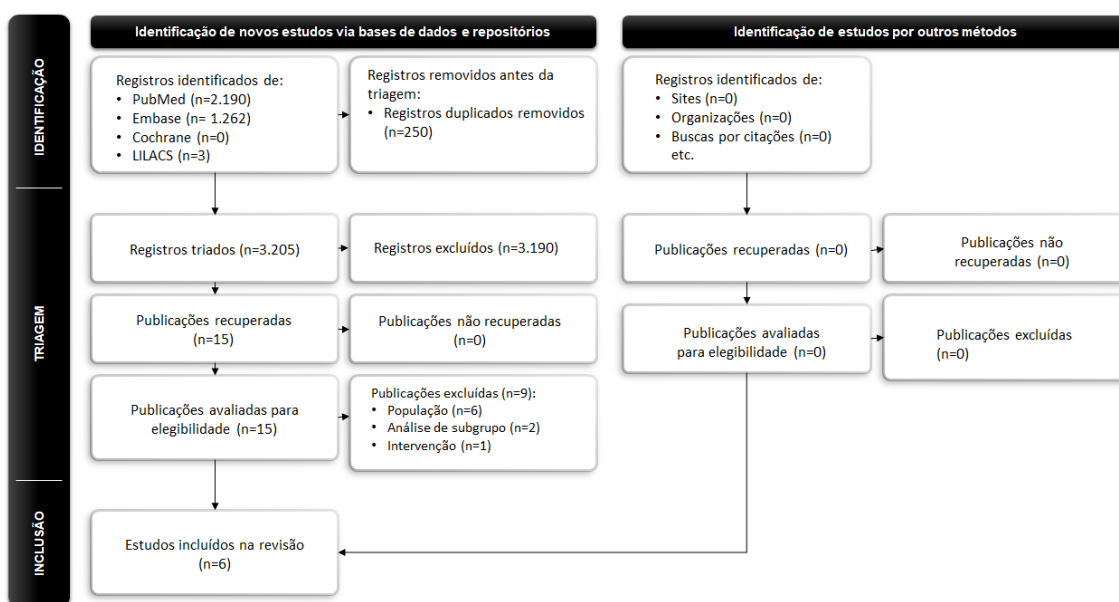 Identificação de novos estudos via bases de dados e repositórios
Identificação de estudos por outros métodos
IDENTIFICAÇÃO
Registros identificados de:
• PubMed (n=2.190)
• Embase (n= 1.262)
• Cochrane (n=0)
• LILACS (n=3)
Registros removidos antes da
triagem:
• Registros duplicados removidos
(n=250)
Registros identificados de:
• Sites (n=0)
• Organizações (n=0)
• Buscas por citações (n=0)
etc.
TRIAGEM
Registros triados (n=3.205)
Registros excluídos (n=3.190)
Publicações recuperadas (n=0)
Publicações não
recuperadas (n=0)
Publicações recuperadas
(n=15)
Publicações não recuperadas
(n=0)
Publicações avaliadas
para elegibilidade (n=0)
Publicações excluídas
(n=0)
Publicações avaliadas para
elegibilidade (n=15)
Publicações excluídas (n=9):
• População (n=6)
• Análise de subgrupo (n=2)
• Intervenção (n=1)
INCLUSÃO
Estudos incluídos na revisão
(n=6)